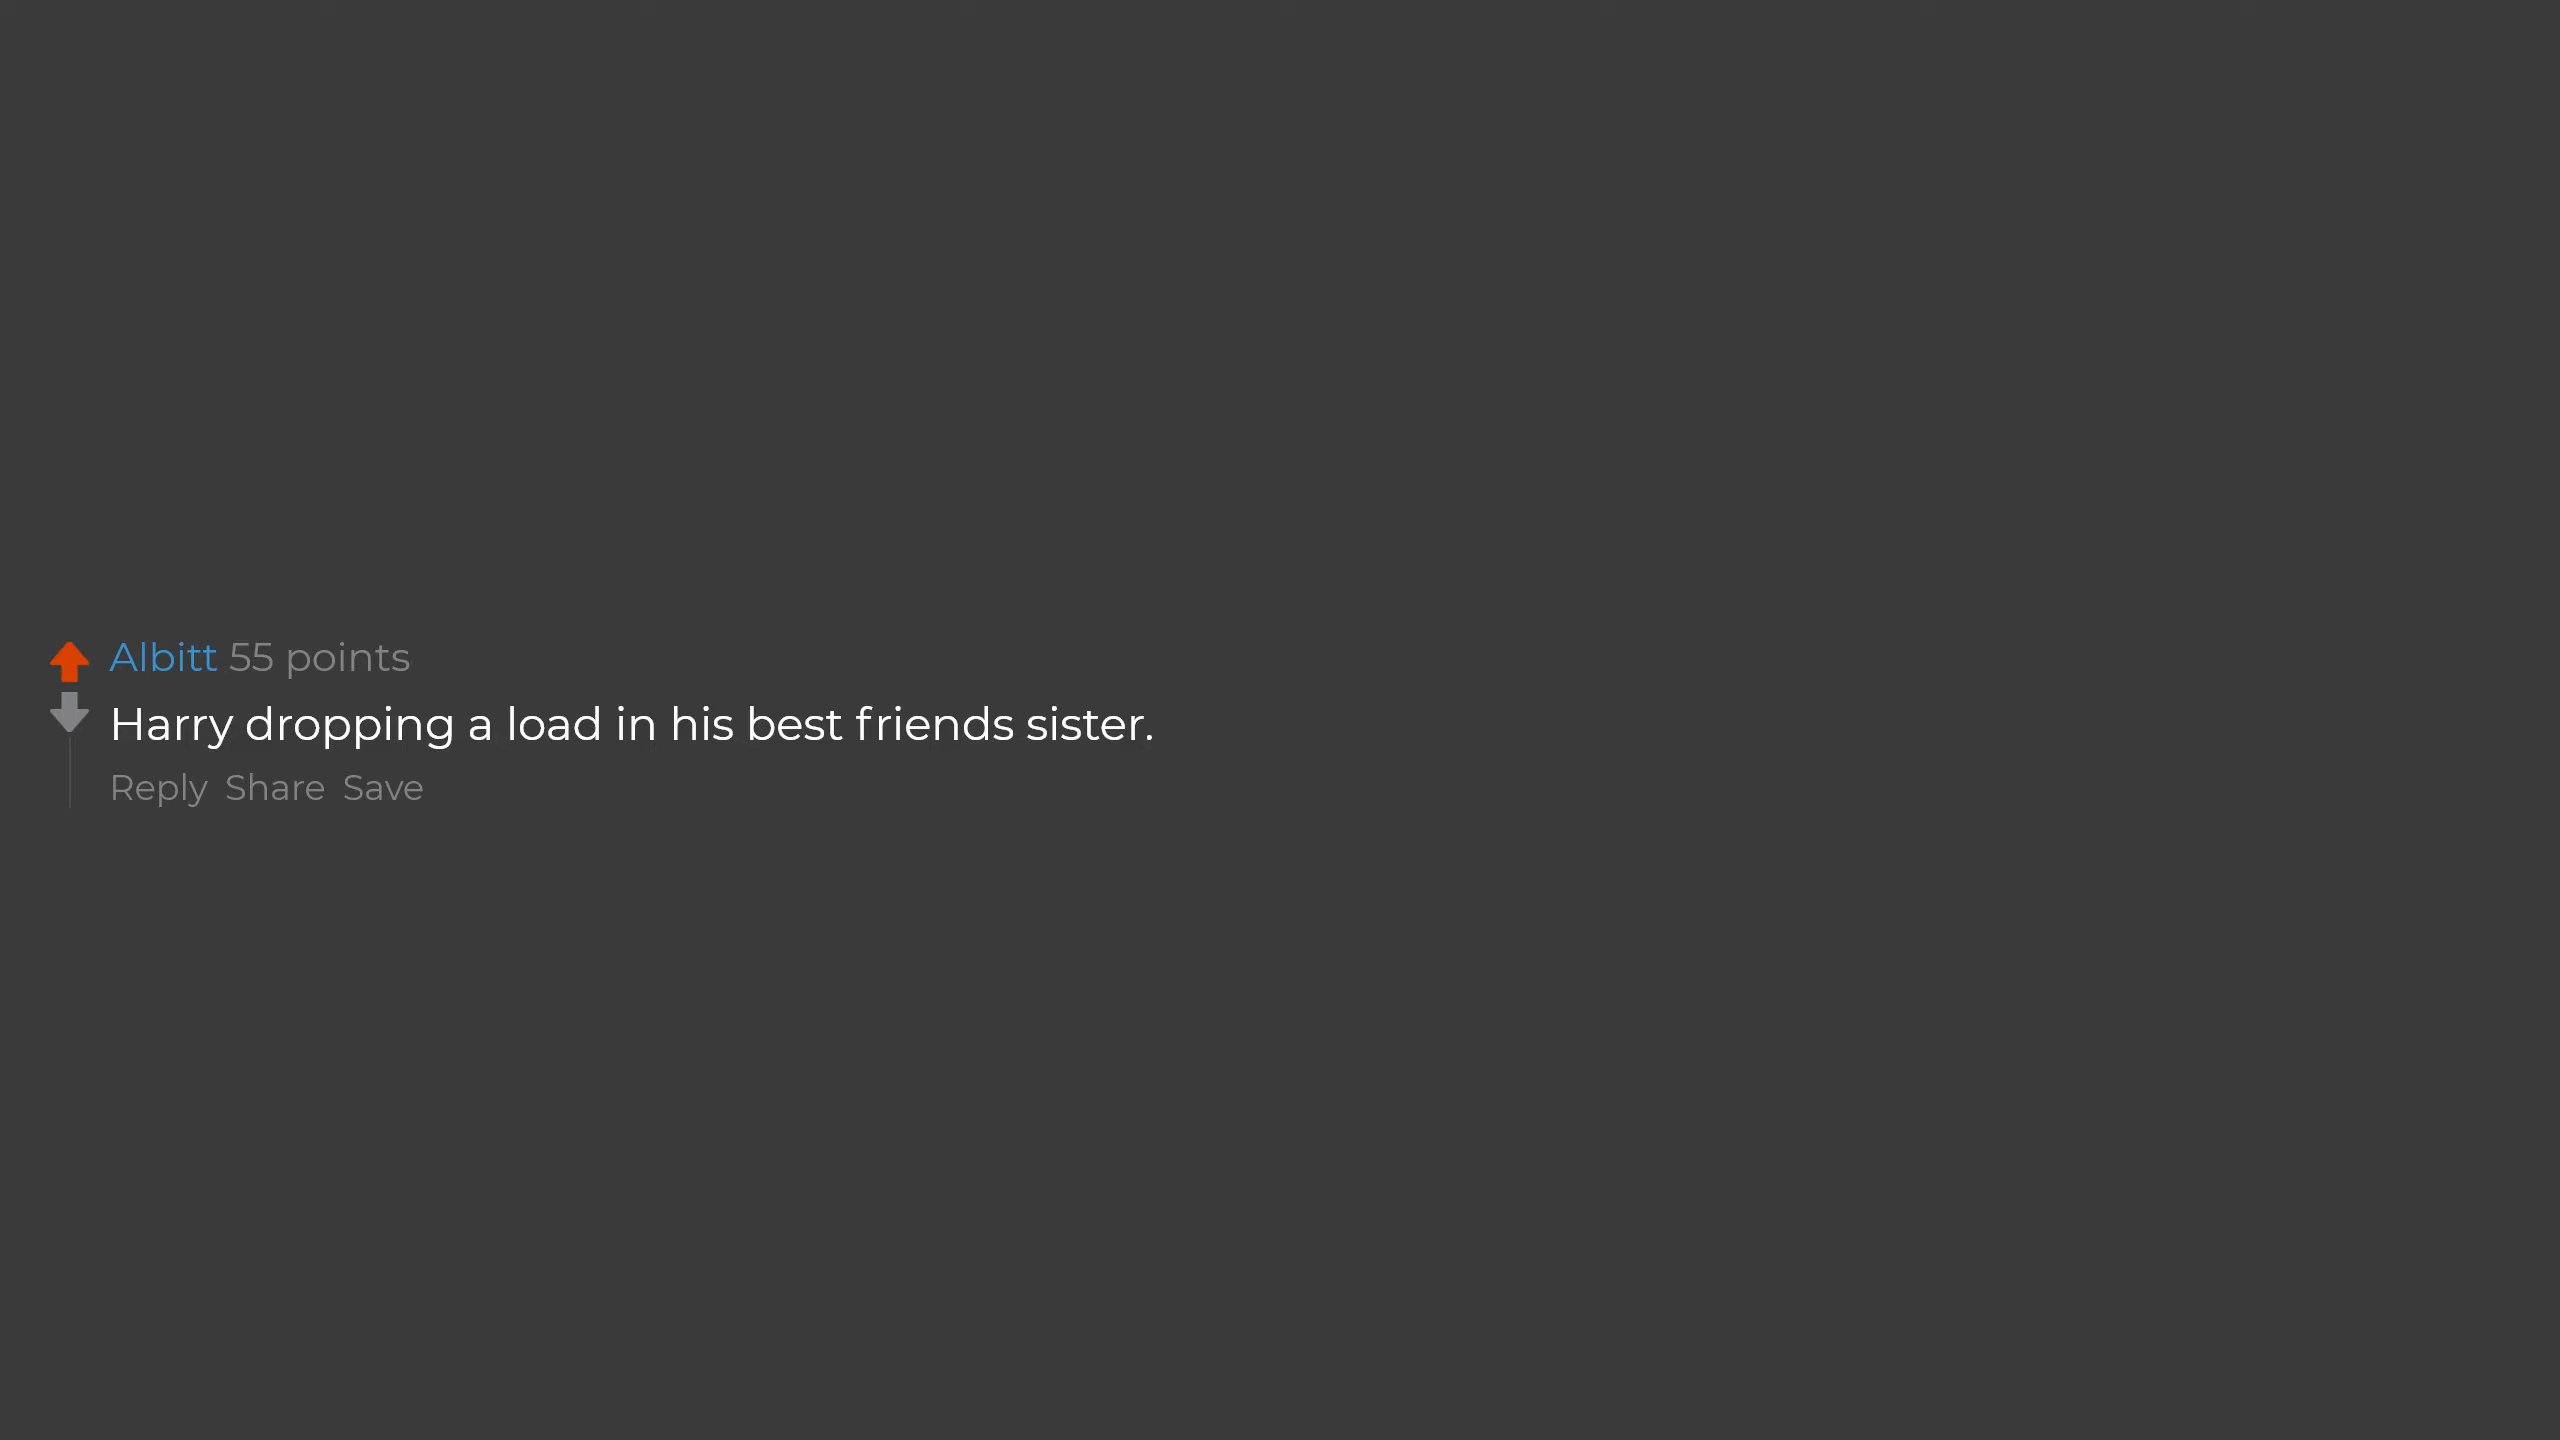 Albitt 55 points
Harry dropping a load in his best friends sister.
Reply Share Save